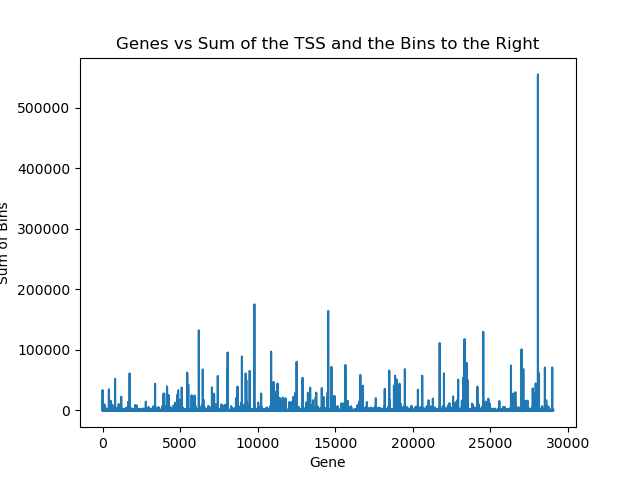 Genes vs Sum of the TSS and the Bins to the Right
500000
400000
300000
200000
100000
0
Sum of Bins
0 5000 10000 15000 20000 25000 30000
Gene